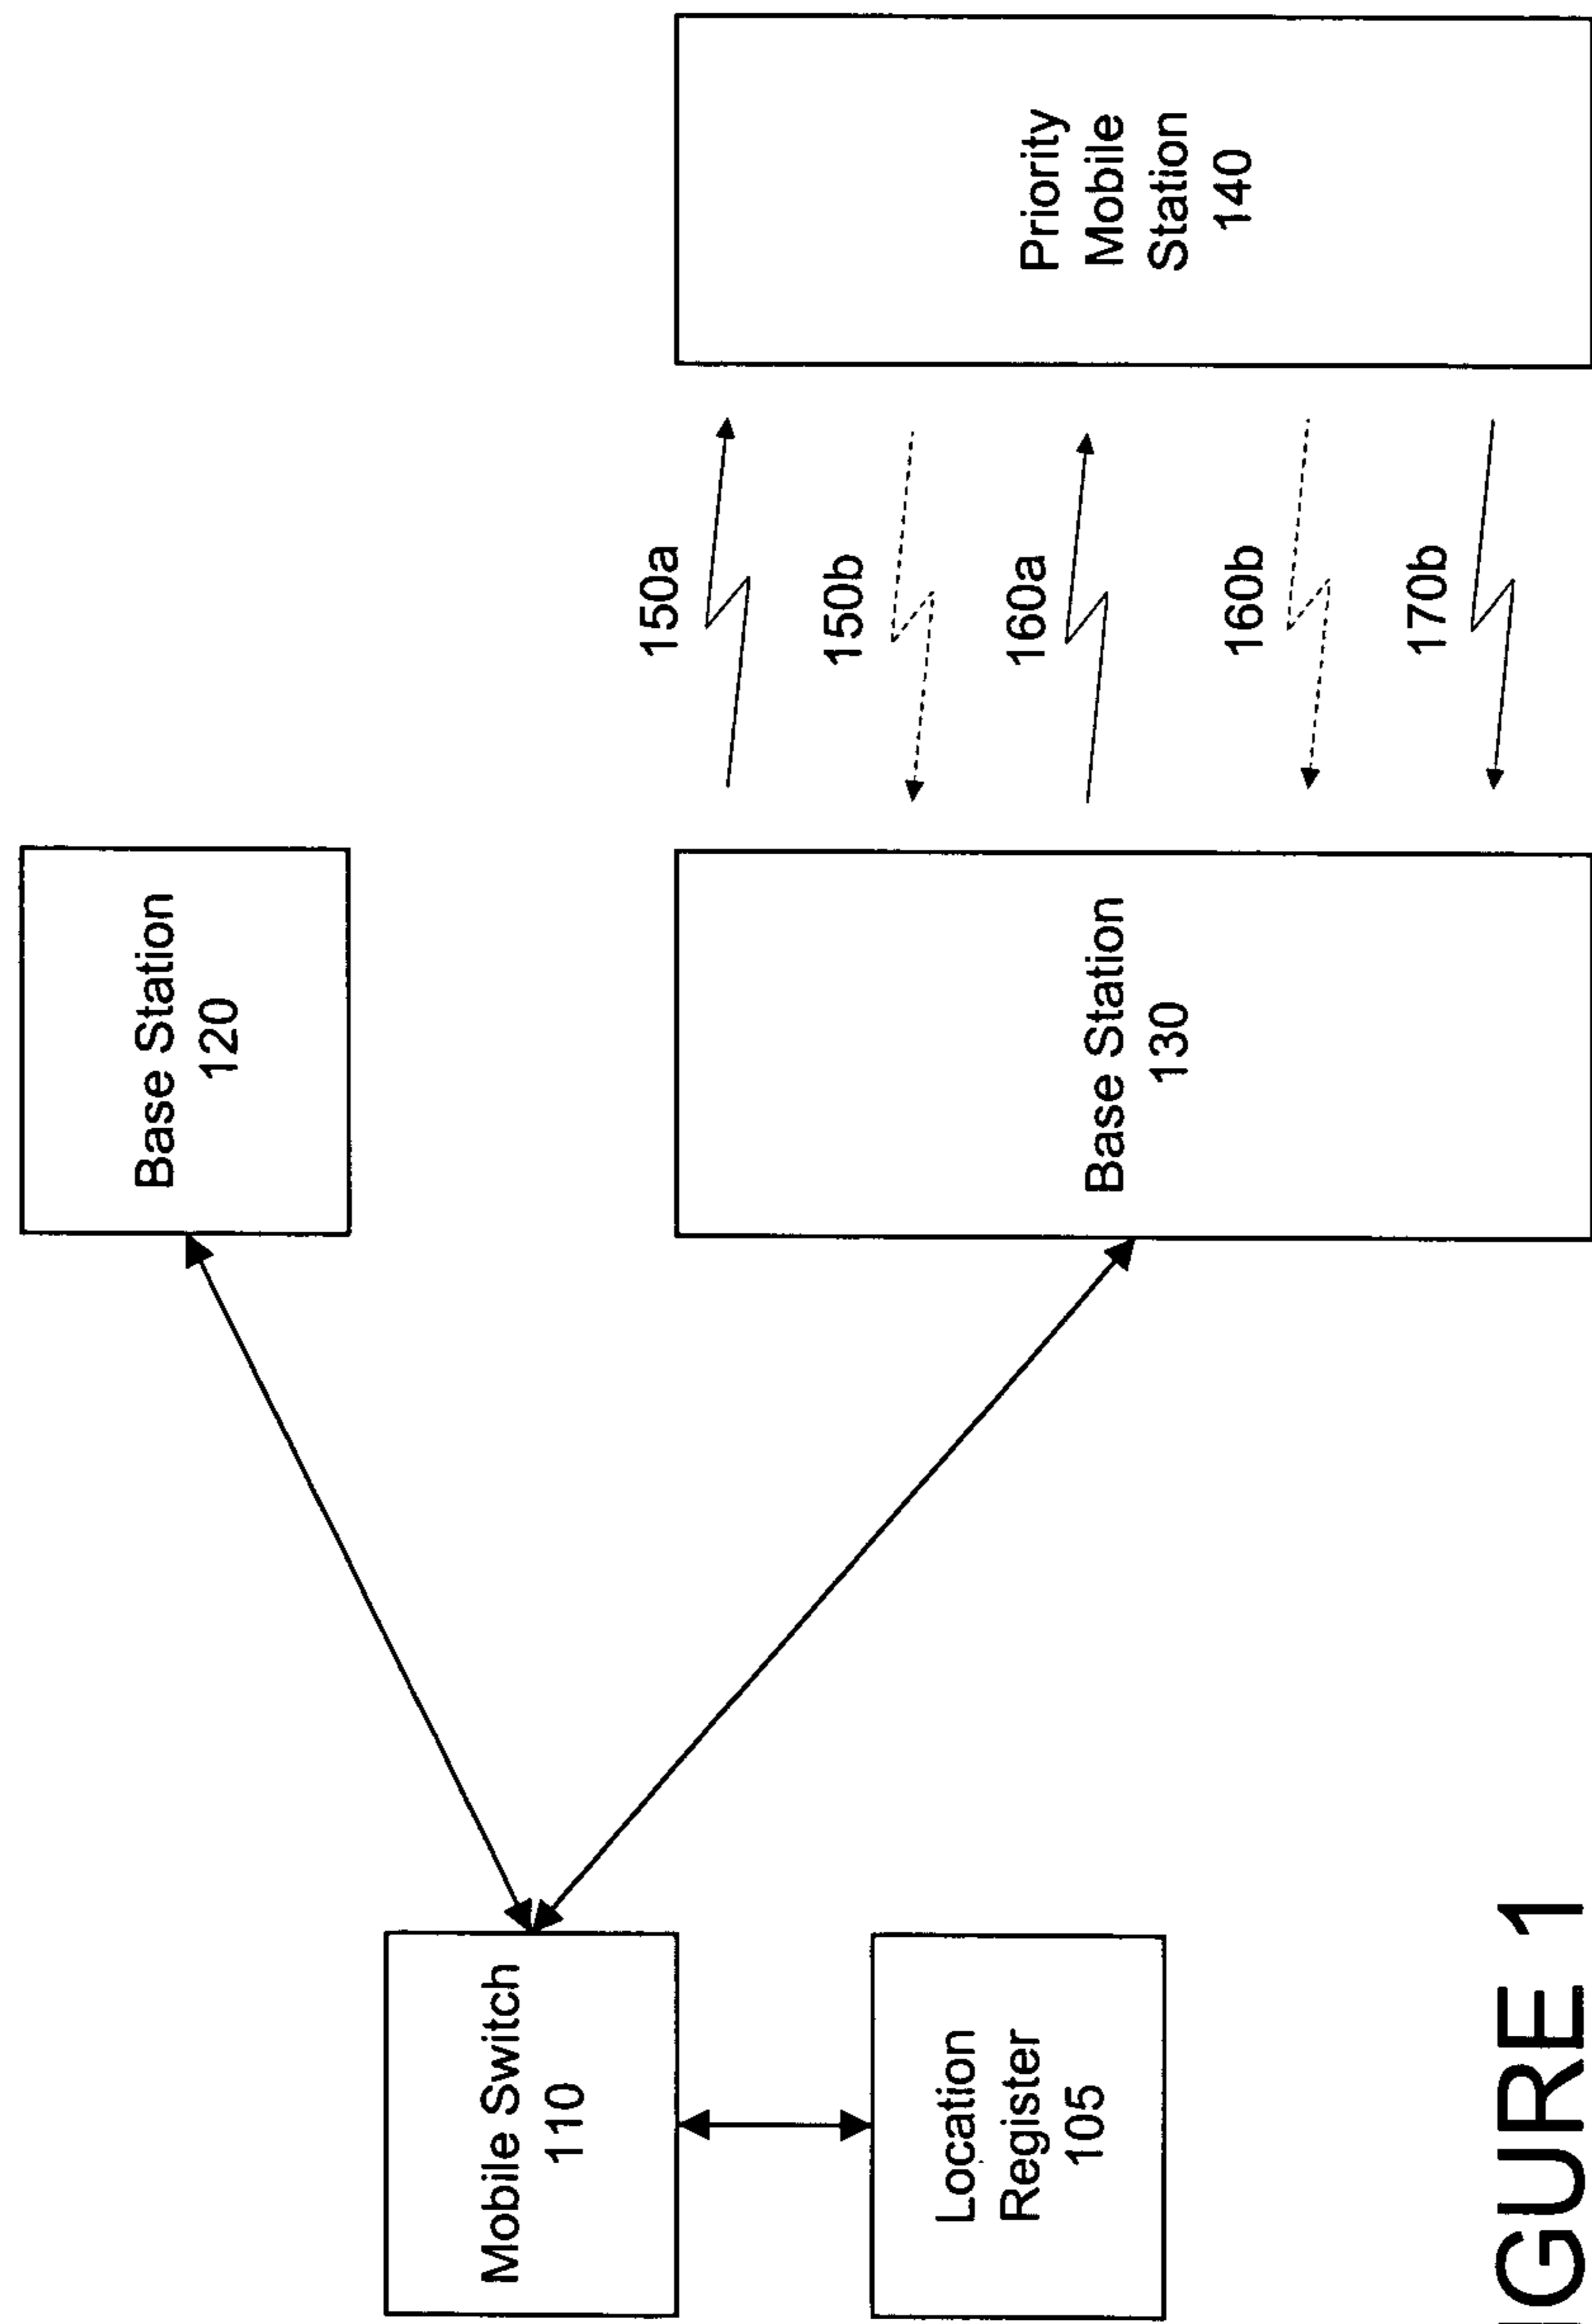 Mobile Switch
110
Location
Register
105
Base Station
120
Base Station
130
150a
150b
160a
160b
170b
Priority
Mobile
Station
140
GURE 1